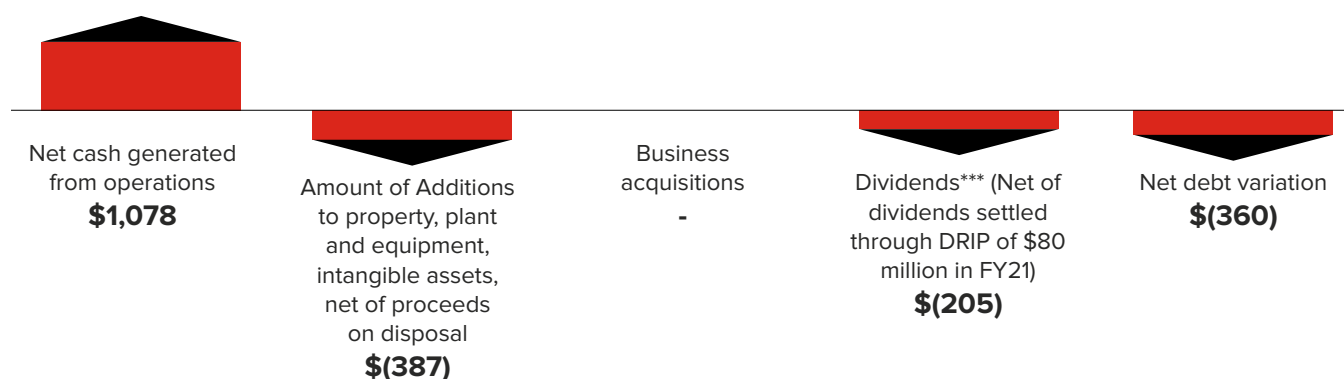 Net cash generated
from operations
$1,078
Amount of Additions
to property, plant
and equipment,
intangible assets,
net of proceeds
on disposal
$(387)
Business
acquisitions
-
Dividends*** (Net of
dividends settled
through DRIP of $80
million in FY21)
$(205)
Net debt variation
$(360)